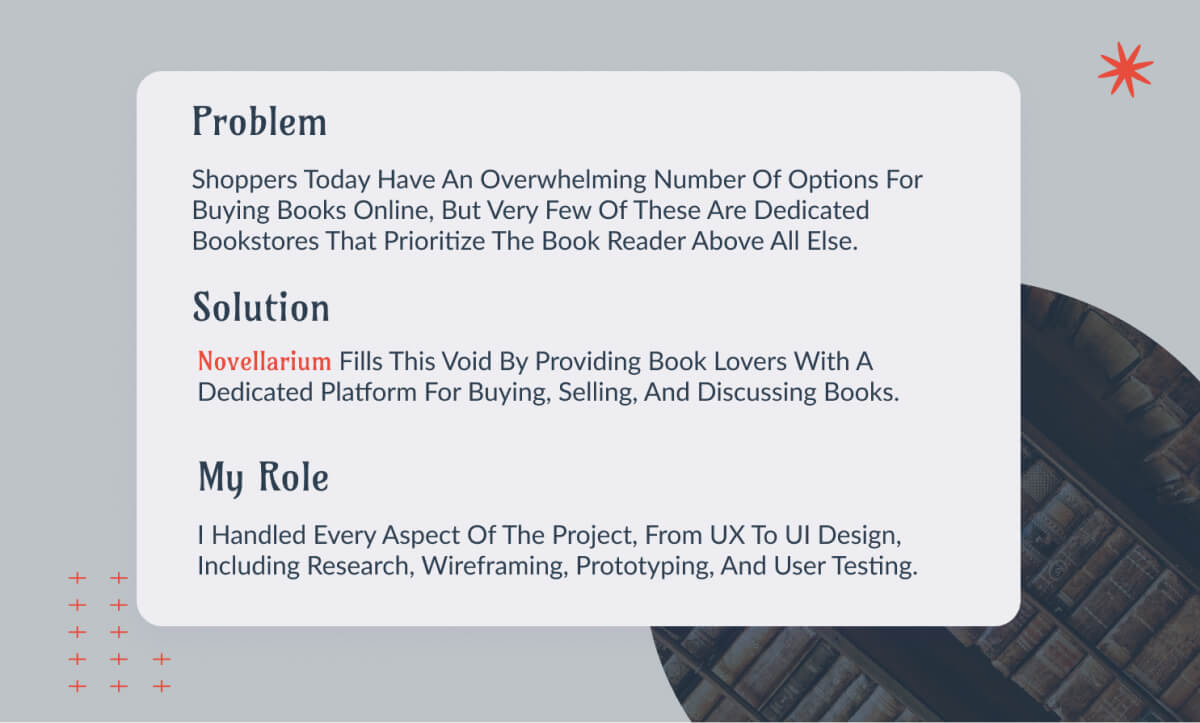 Problem
Shoppers Today Have An Overwhelming Number Of Options For
Buying Books Online, But Very Few Of These Are Dedicated
Bookstores That Prioritize The Book Reader Above All Else.
Solution
Novellarium Fills This Void By Providing Book Lovers With A
Dedicated Platform For Buying, Selling, And Discussing Books.
My Role
I Handled Every Aspect Of The Project, From UX To UI Design,
Including Research, Wireframing, Prototyping, And User Testing.